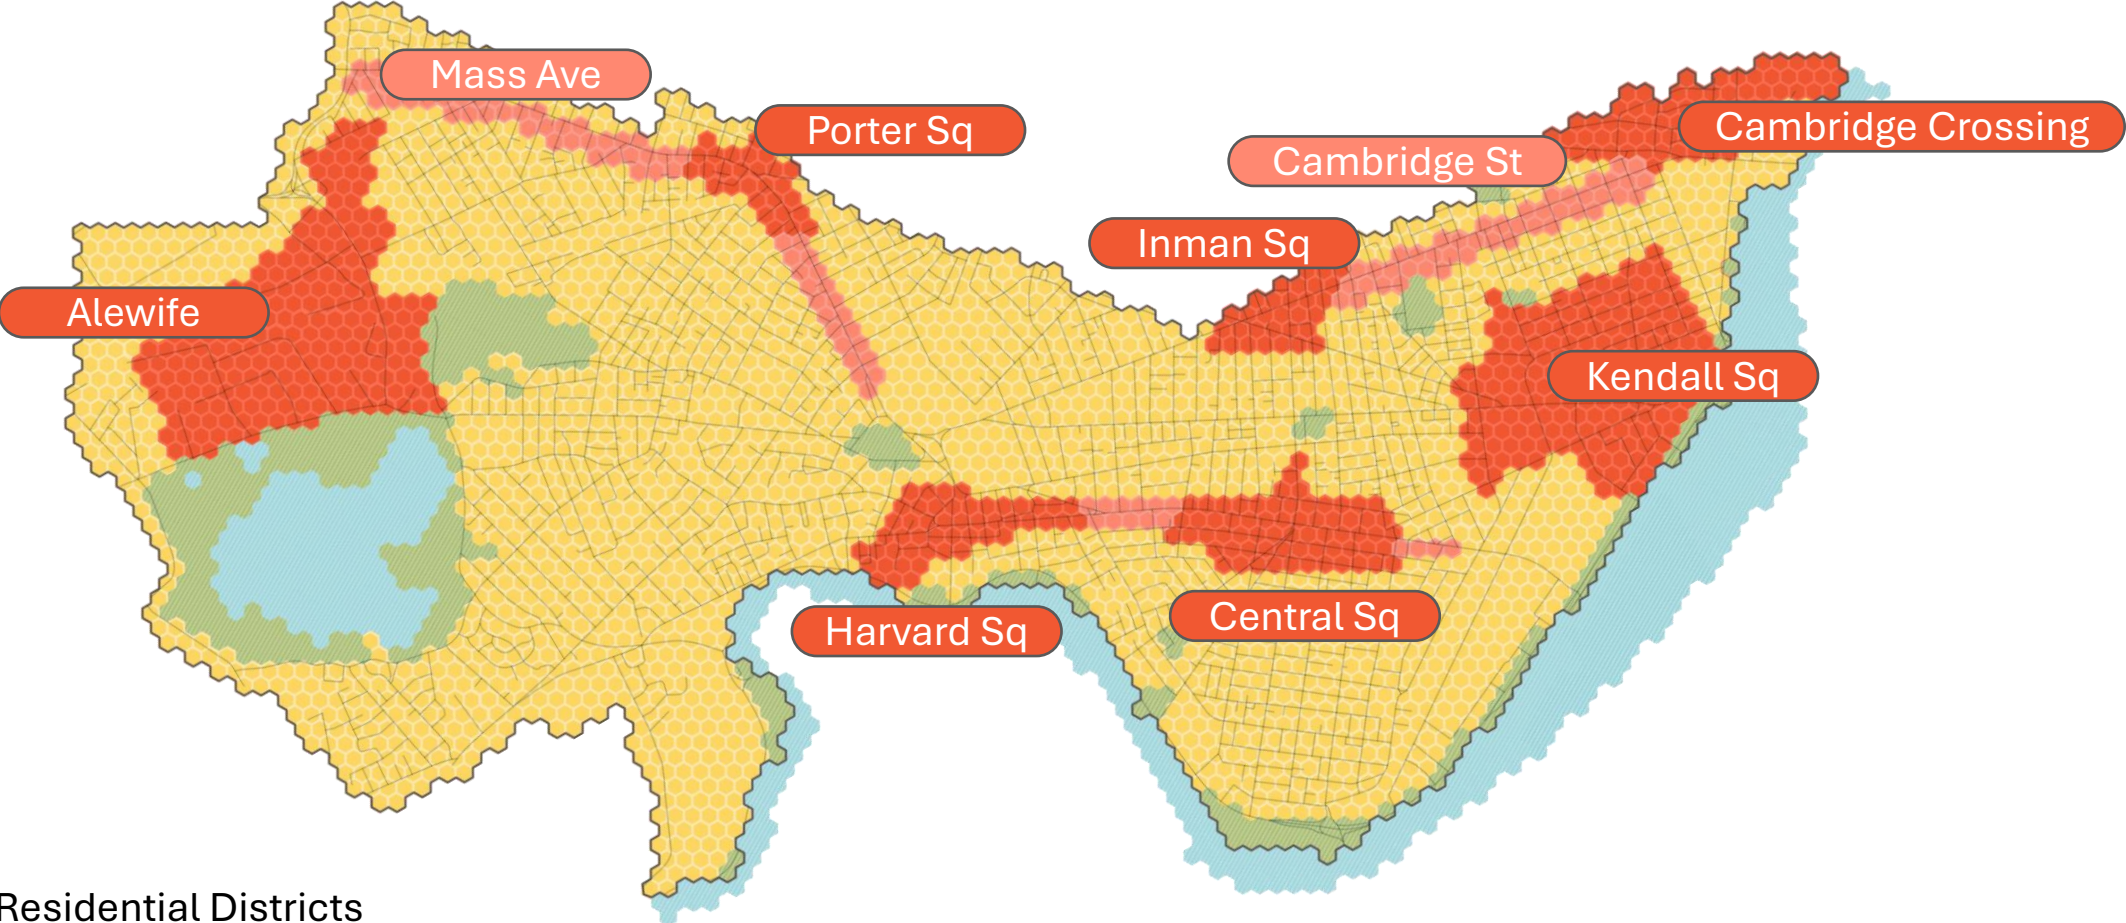 Mass Ave
Porter Sq
Cambridge Crossing
Cambridge St
Inman Sq
Alewife
Kendall Sq
Central Sq
Harvard Sq
Residential Districts